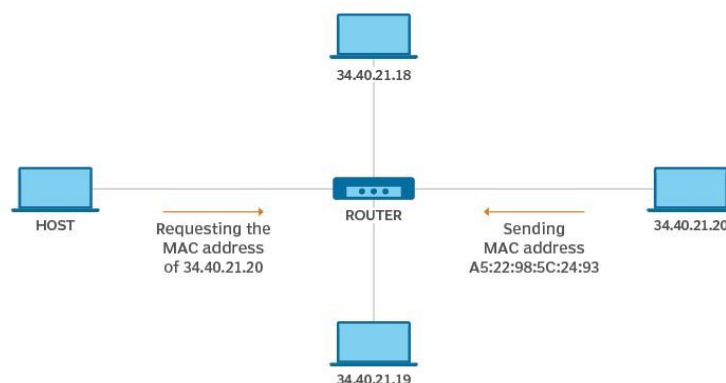 34.40.21.18
HOST
Requesting the
MAC address
of 34.40.21.20
ROUTER
Sending
MAC address
A5:22:98:5C:24:93
34.40.21.20
34.40.21.19